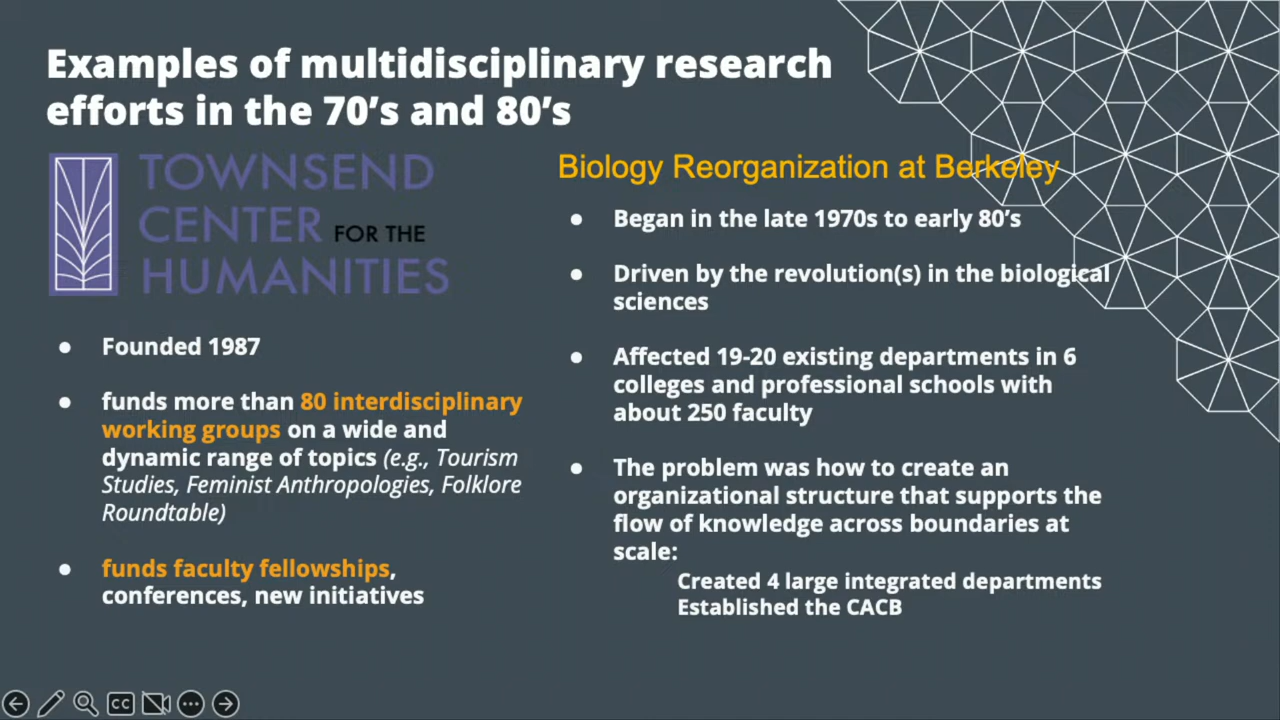 Examples of multidisciplinary research
efforts in the 70’s and 80’s
TOWNSEND
CENTER FOR THE
HUMANITIES
● Founded 1987
● funds more than 80 interdisciplinary
working groups on a wide and
dynamic range of topics (e.g., Tourism
Studies, Feminist Anthropologies, Folklore
Roundtable)
● funds faculty fellowships,
conferences, new initiatives
Biology Reorganization at Berkeley
● Began in the late 1970s to early 80’s
● Driven by the revolution(s) in the biological
sciences
● Affected 19-20 existing departments in 6
colleges and professional schools with
about 250 faculty
● The problem was how to create an
organizational structure that supports the
flow of knowledge across boundaries at
scale:
Created 4 large integrated departments
Established the CACB
CC